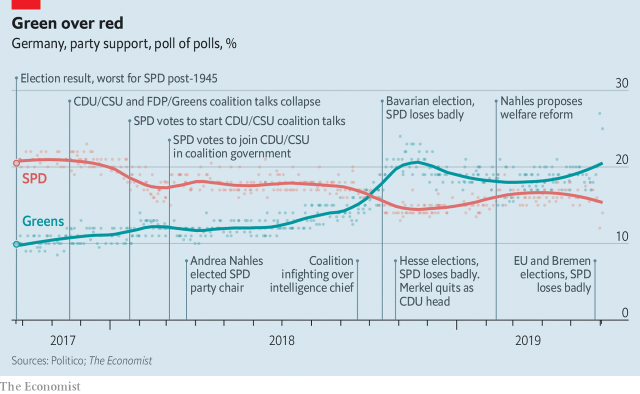 Green over red
Germany, party support, poll of polls, %
Election result, worst for SPD post-1945
30
CDU/CSU and FDP/Greens coalition talks collapse
Bavarian election,
SPD loses badly
Nahles proposes
welfare reform
SPD votes to start CDU/CSU coalition talks
SPD votes to join CDU/CSU
in coalition government
20
SPD
Greens
10
Andrea Nahles
elected SPD
party chair
Coalition
infighting over
intelligence chief
Hesse elections,
SPD loses badly.
Merkel quits as
CDU head
EU and Bremen
elections, SPD
loses badly
0
2017
2018
2019
Sources: Politico; The Economist
The Economist